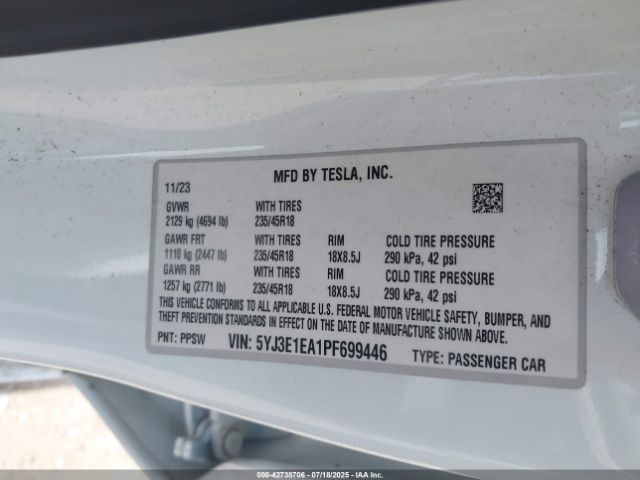 MFD BY TESLA, INC.
11/23
GVWR WITH TIRES
2129 kg (4694 lb) 235/45R18
GAWR FRT WITH TIRES RIM COLD TIRE PRESSURE
1110 kg (2447 lb) 235/45R18 18X8.5J 290 kPa, 42 psi
GAWR RR WITH TIRES RIM COLD TIRE PRESSURE
1257 kg (2771 lb) 235/45R18 18X8.5J 290 kPa, 42 psi
THIS VEHICLE CONFORMS TO ALL APPLICABLE U.S. FEDERAL MOTOR VEHICLE SAFETY, BUMPER, AND
THEFT PREVENTION STANDARDS IN EFFECT ON THE DATE OF MANUFACTURE SHOWN ABOVE.
PNT: PPSW VIN: 5YJ3E1EA1PF699446 TYPE: PASSENGER CAR
000-42738706 - 07/18/2025 - IAAI.COM